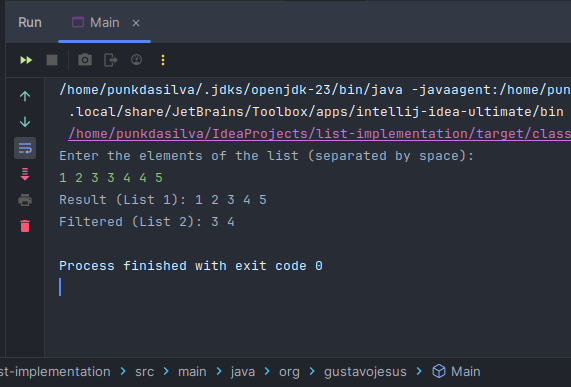 Run Main
/home/punkdasilva/.jdks/openjdk-23/bin/java -javaagent:/home/pun
.local/share/JetBrains/Toolbox/apps/intellij-idea-ultimate/bin
/home/punkdasilva/IdeaProjects/list-implementation/target/class
Enter the elements of the list (separated by space):
1 2 3 3 4 4 5
Result (List 1): 1 2 3 4 5
Filtered (List 2): 3 4
Process finished with exit code 0
st-implementation > src > main > java > org > gustavojesus > Main